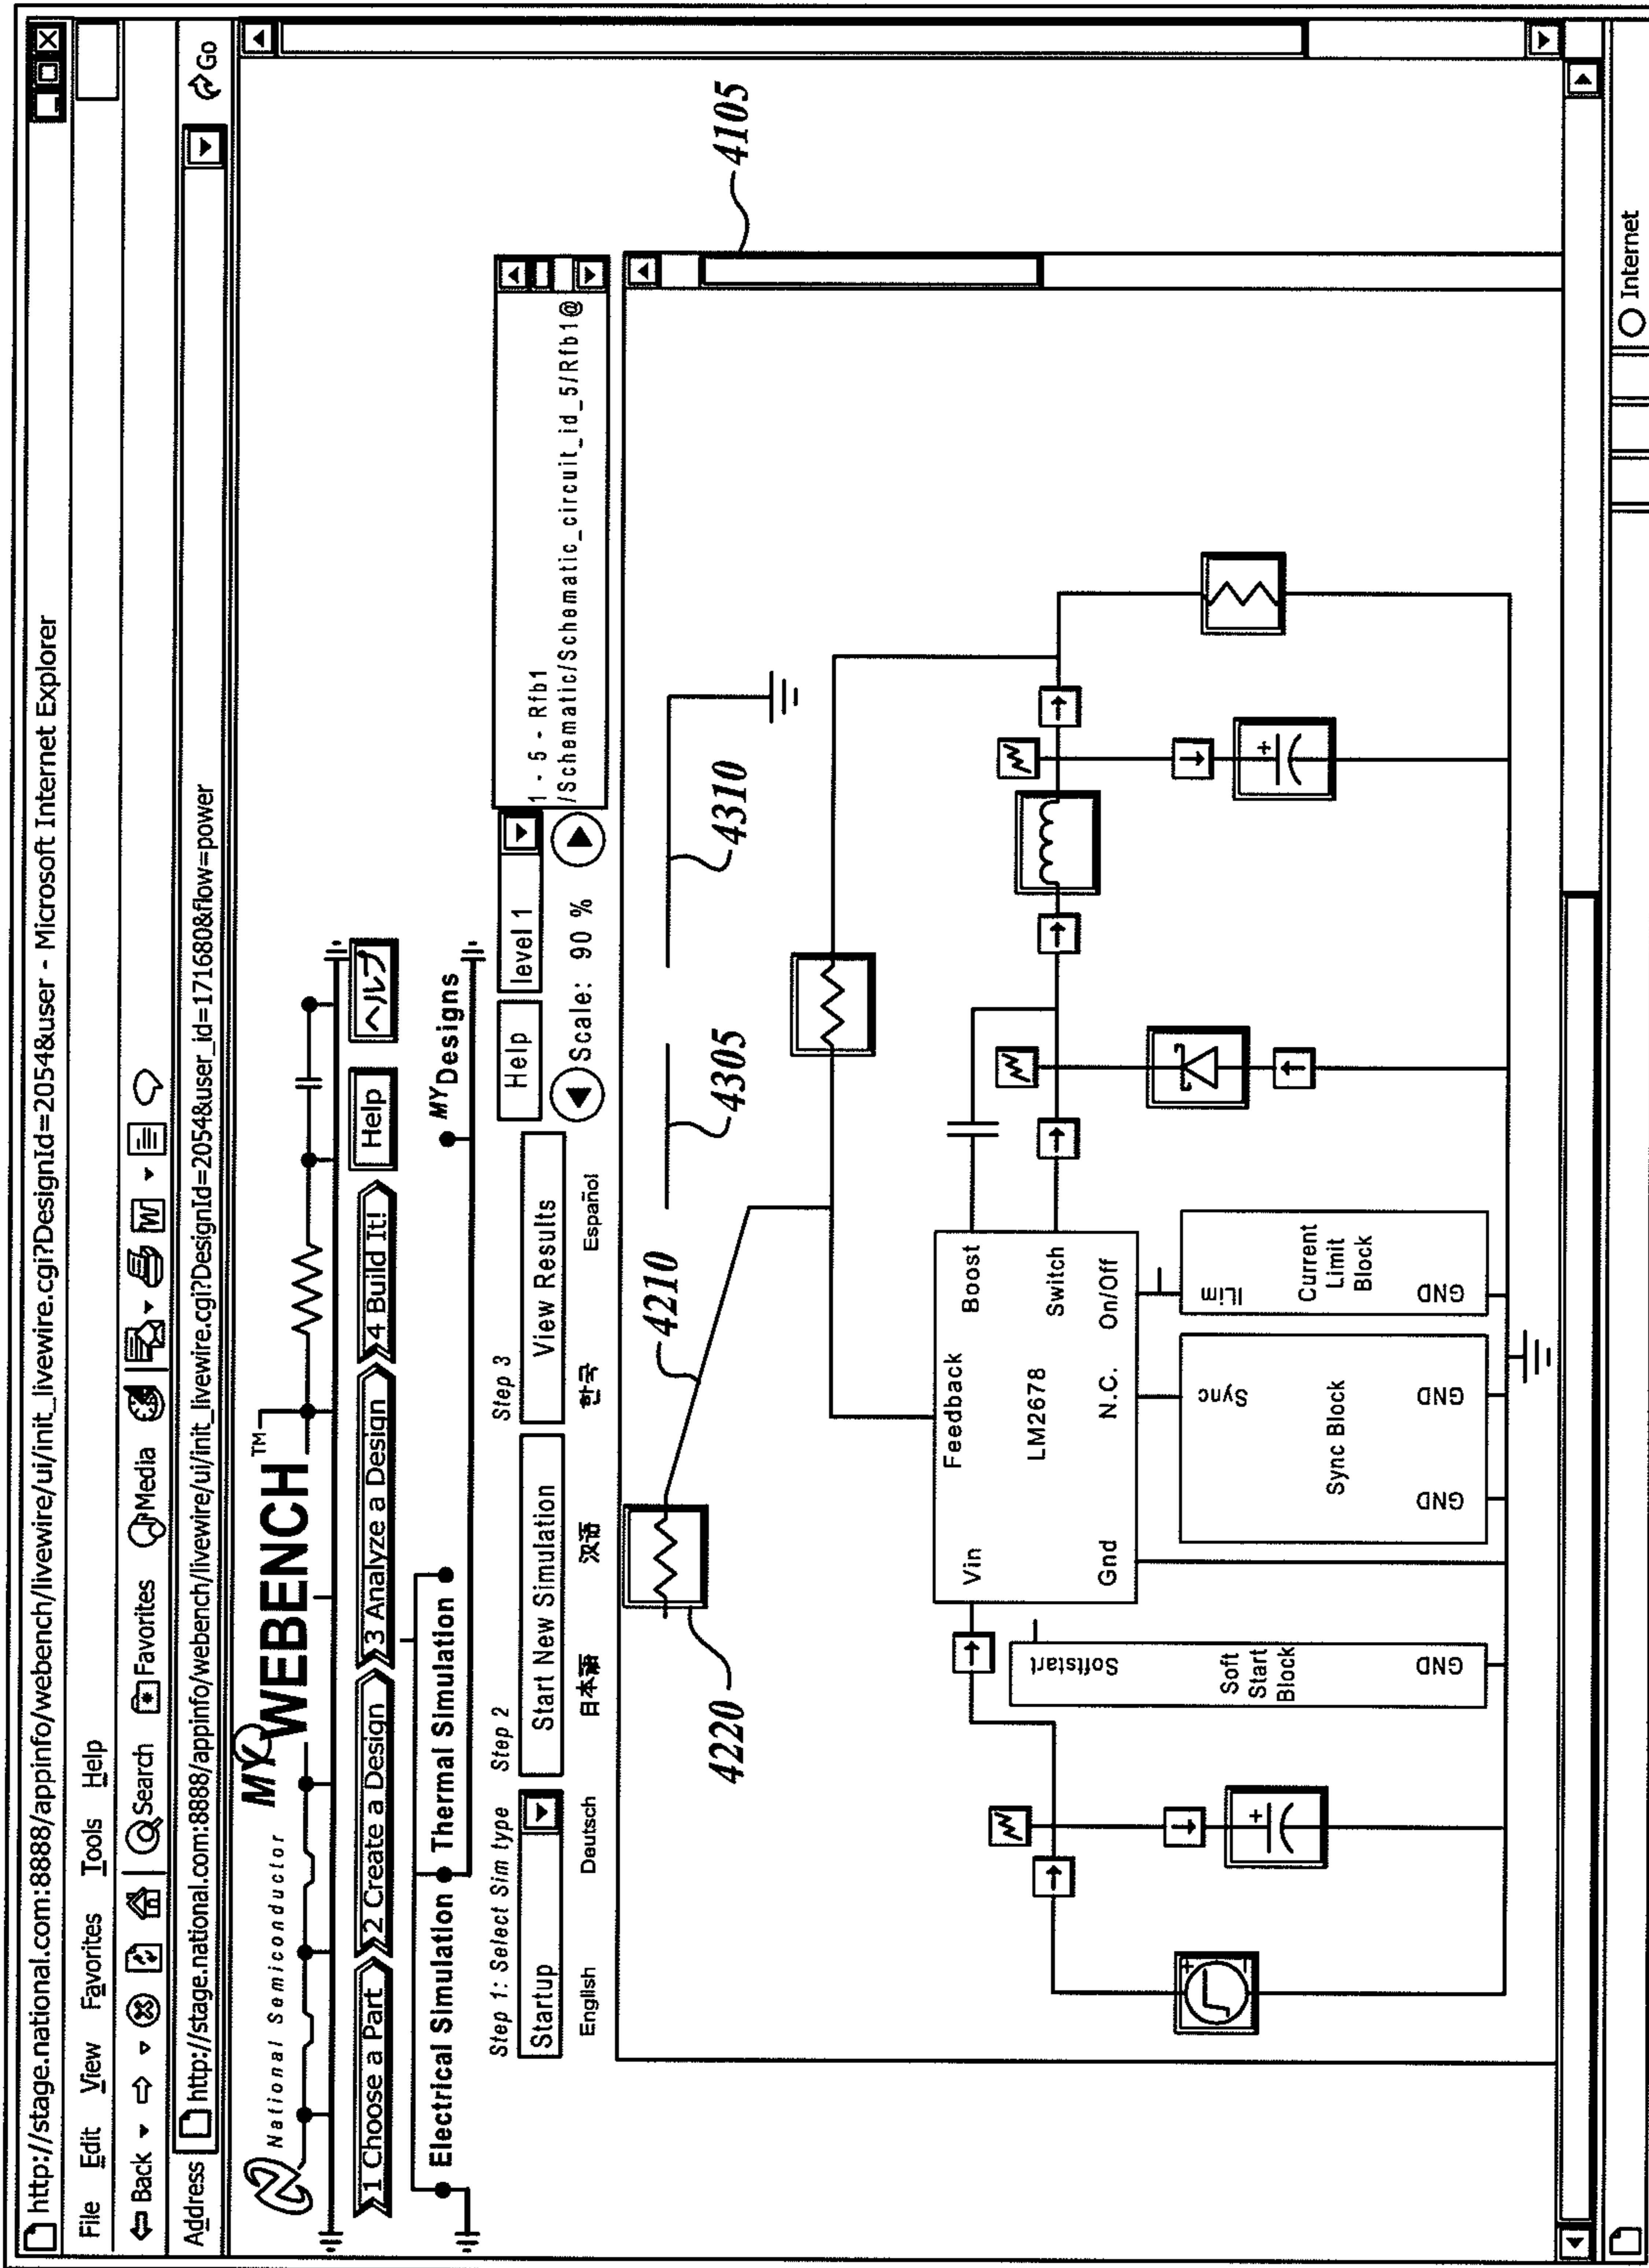 http://stage.national.com:8888/appinfo/webench/livewire/ui/init_livewire.cgi?DesignId=2054&user - Microsoft Internet Explorer
File Edit View Favorites Tools Help
Back Search Favorites Media
Address http://stage.national.com:8888/appinfo/webench/livewire/ui/init_livewire.cgi?DesignId=2054&user_id=171680&flow=power Go
National Semiconductor
MY WEBENCH™
1 Choose a Part 2 Create a Design 3 Analyze a Design 4 Build It! Help ヘルプ
Electrical Simulation Thermal Simulation MY Designs
Step 1: Select Sim type Step 2 Step 3
Startup Start New Simulation View Results Help level 1
1 - 5 - Rfb1
/Schematic/Schematic_circuit_id_5/Rfb1@
English Deutsch 日本語 汉语 한국 Español Scale: 90 %
4105
4220
4210
4305
4310
Feedback
Vin LM2678 Boost
Switch
Gnd N.C. On/Off
Softstart
Soft
Start
Block
GND
Sync
Sync Block
GND GND
ILim
Current
Limit
Block
GND
Internet